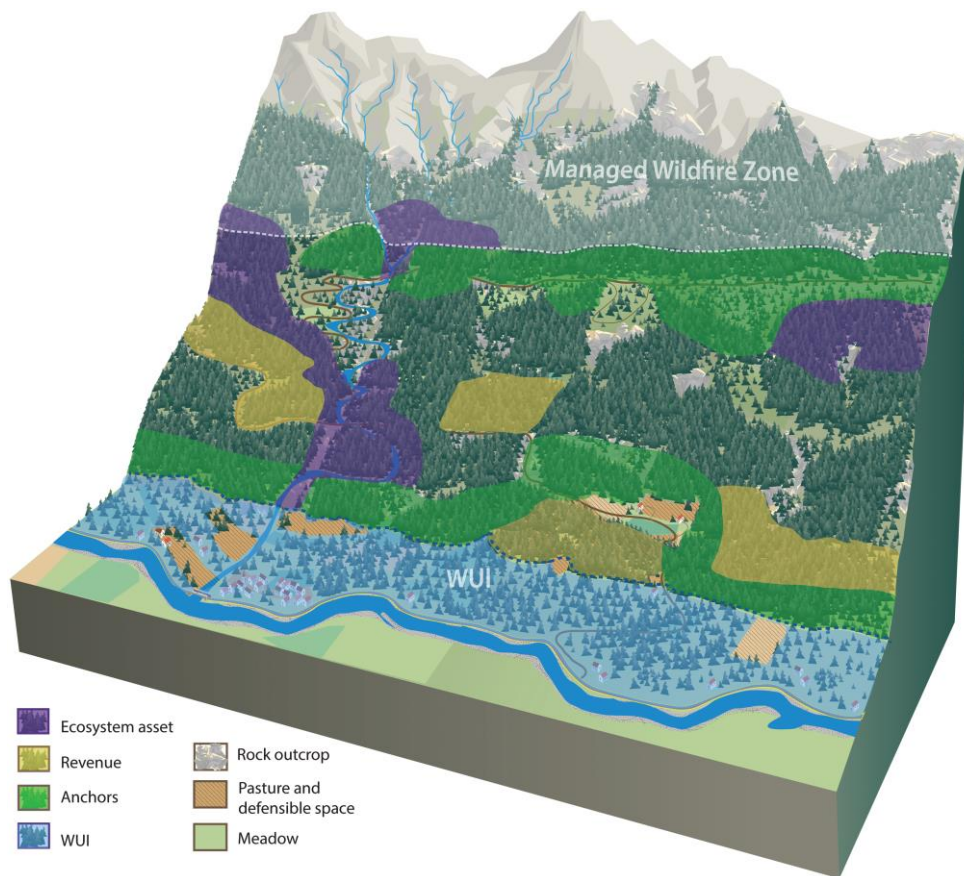 Managed Wildfire Zone
WUI
Ecosystem asset
Revenue
Anchors
WUI
Rock outcrop
Pasture and
defensible space
Meadow